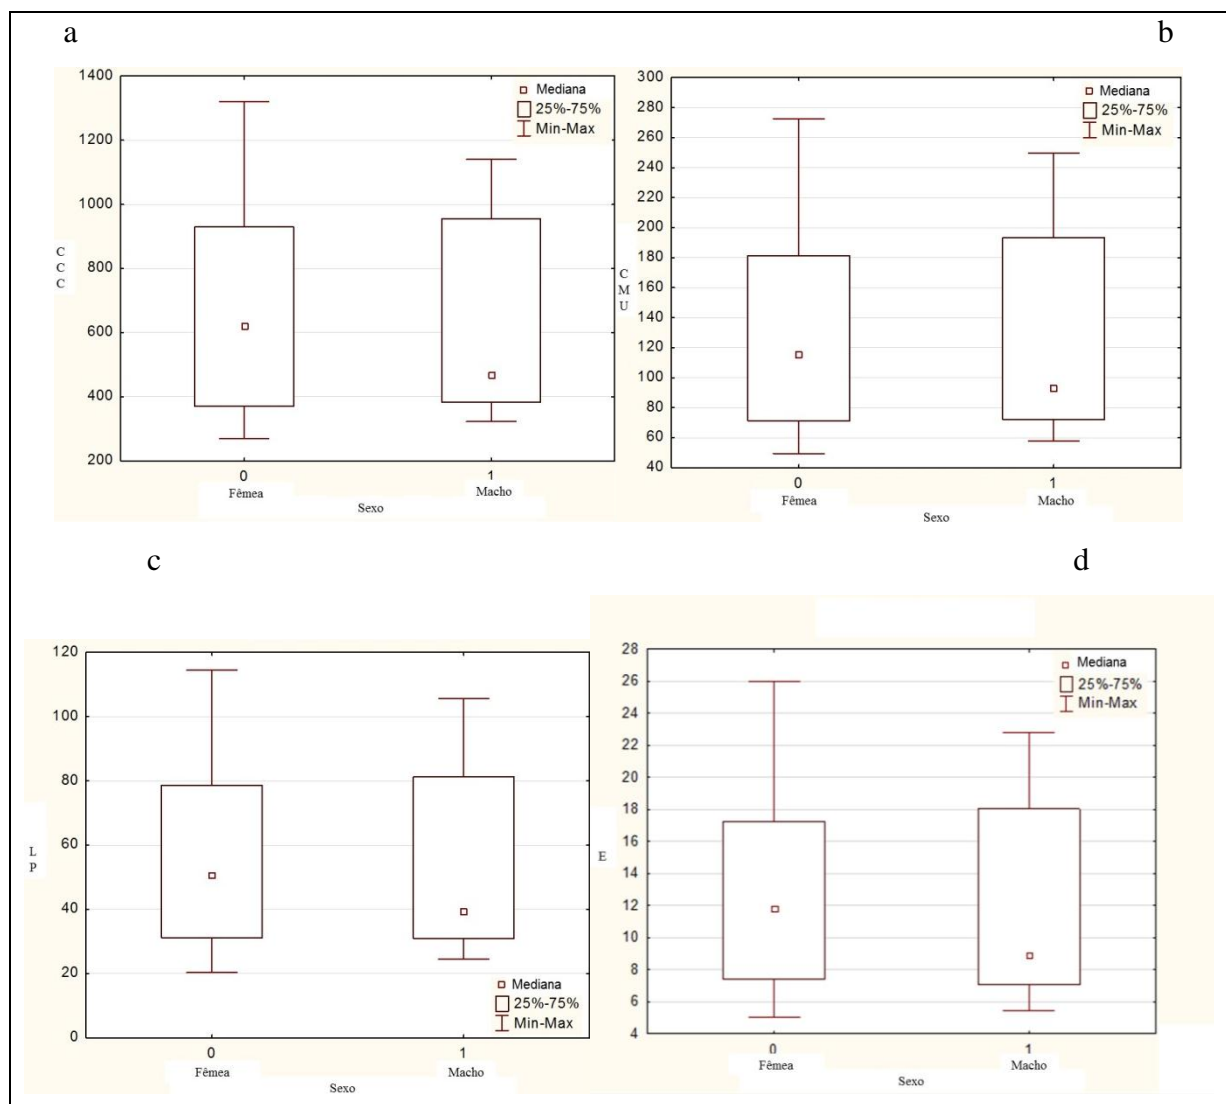 a
b
1400
1200
1000
800
600
400
200
C
C
C
Mediana
25%-75%
Min-Max
0
1
Fêmea
Macho
Sexo
300
280
260
240
220
200
180
160
140
120
100
80
60
40
C
M
U
Mediana
25%-75%
Min-Max
0
1
Fêmea
Macho
Sexo
c
d
120
100
80
60
40
20
0
L
P
Mediana
25%-75%
Min-Max
0
1
Fêmea
Macho
Sexo
28
26
24
22
20
18
16
14
12
10
8
6
4
E
Mediana
25%-75%
Min-Max
0
1
Fêmea
Macho
Sexo